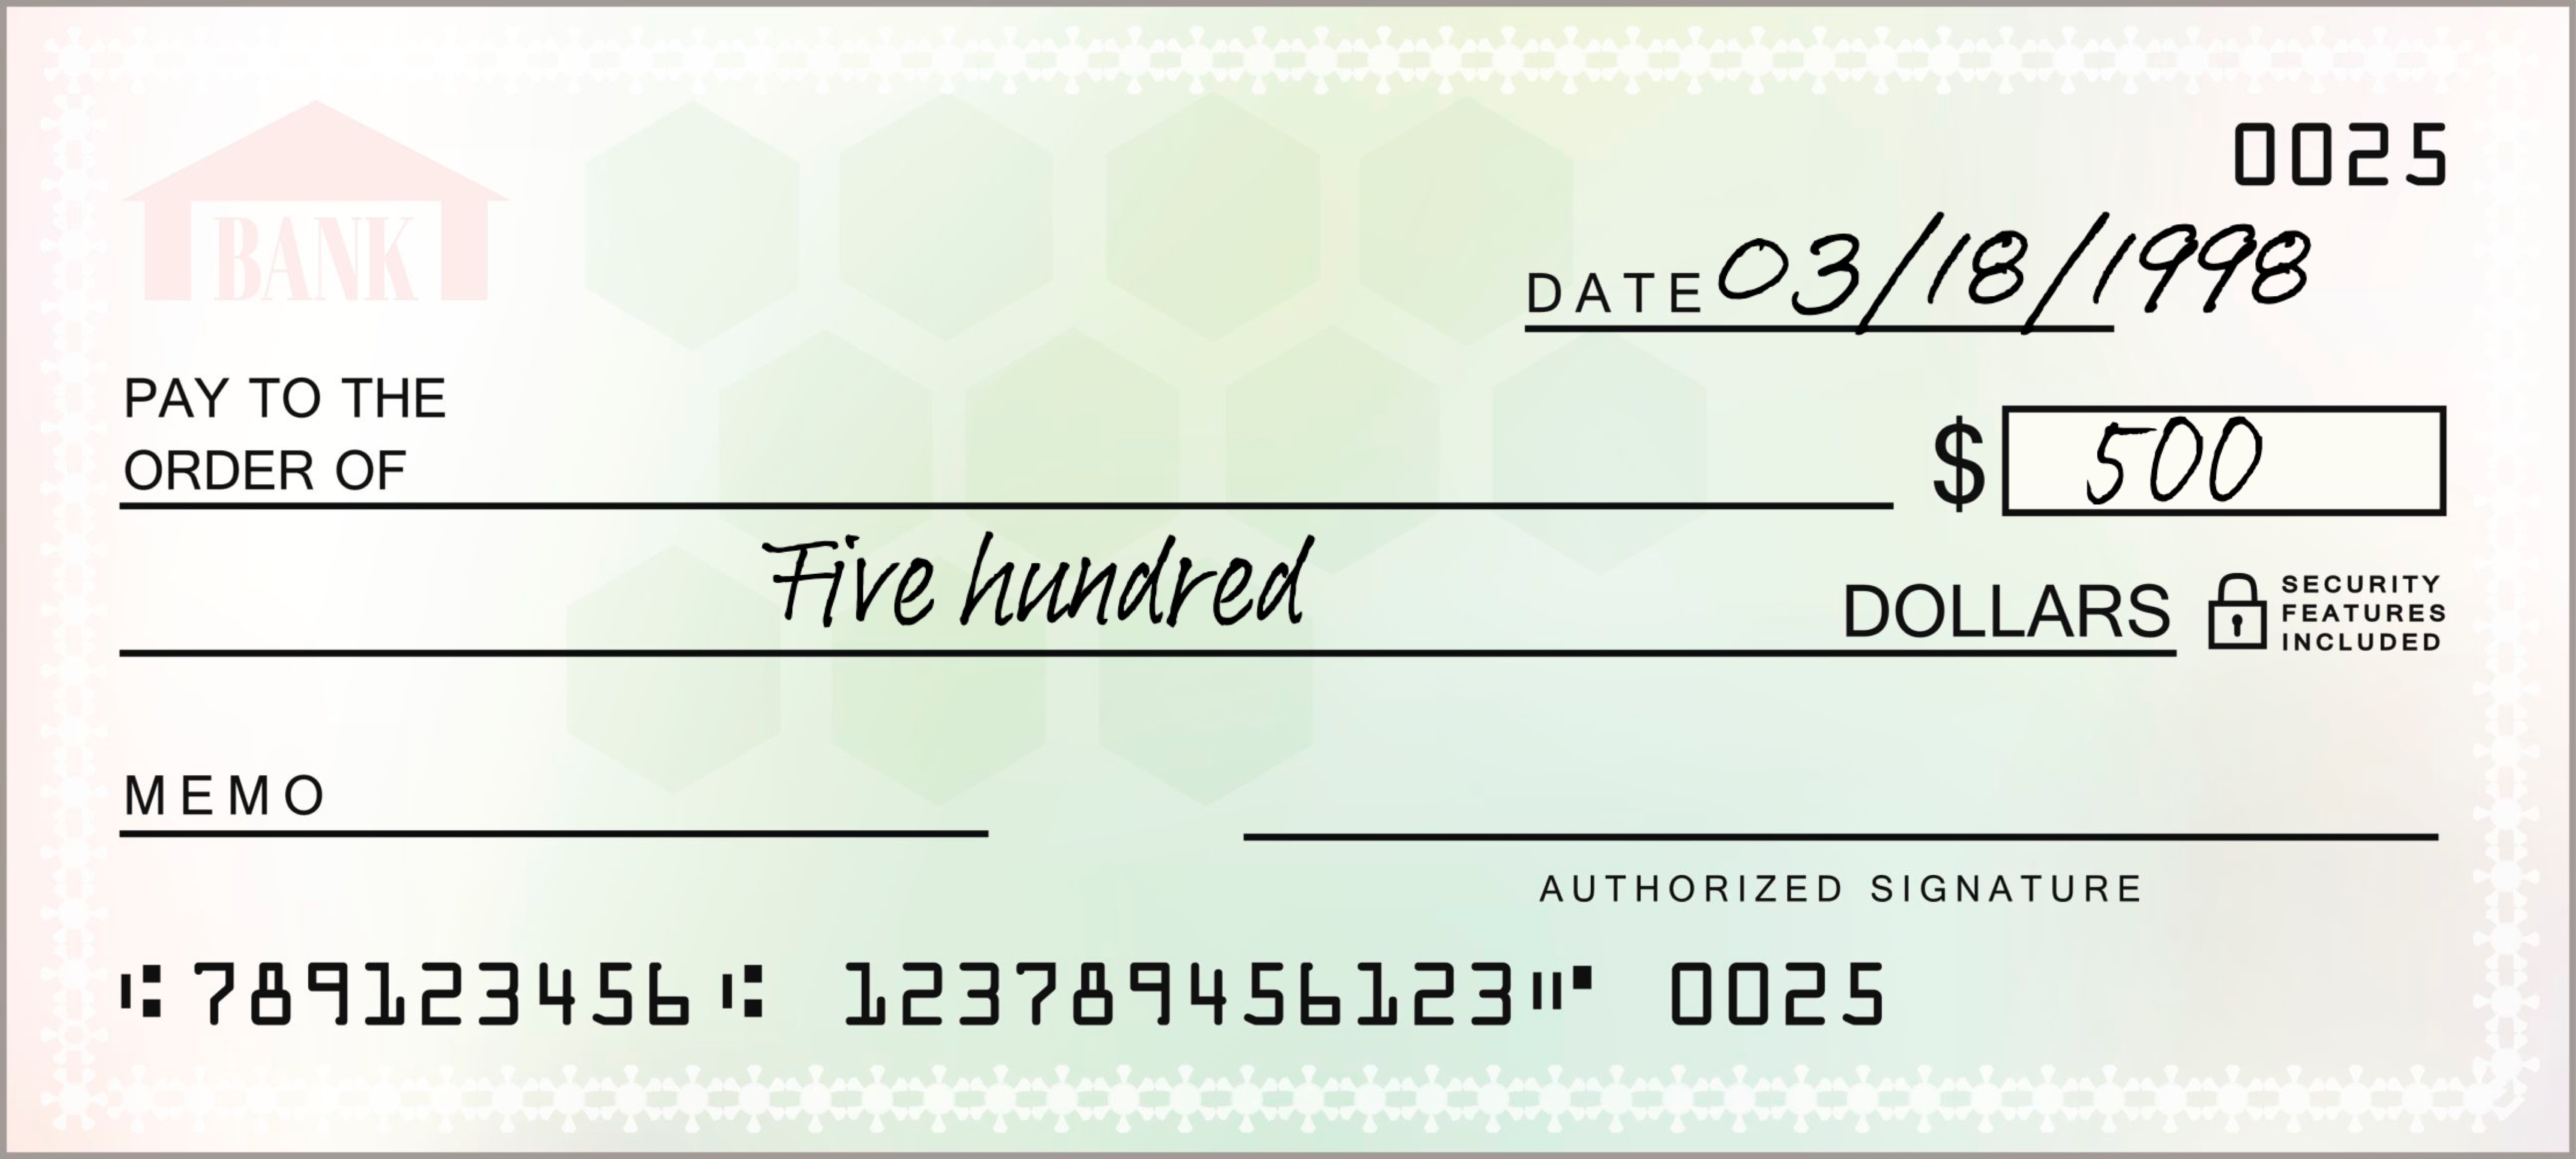 BANK
0025
DATE 03/18/1998
PAY TO THE
ORDER OF
$ 500
Five hundred DOLLARS
SECURITY
FEATURES
INCLUDED
MEMO
AUTHORIZED SIGNATURE
⑆789123456⑆ 123789456123⑈ 0025